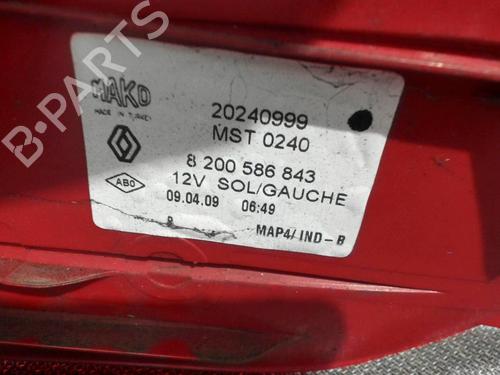 B-PARTS
MAKO
MADE IN TURKEY
20240999
MST 0240
8 200 586 843
ABO
12V SOL/GAUCHE
09.04.09 06:49
MAP4/ IND-B